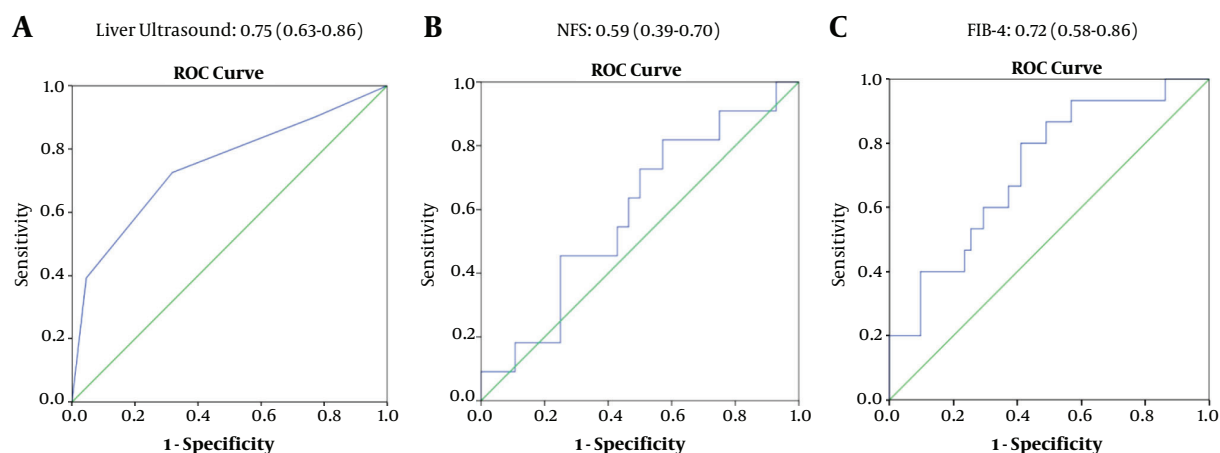 A
Liver Ultrasound: 0.75 (0.63-0.86)
ROC Curve
1.0
0.8
0.6
0.4
0.2
0.0
Sensitivity
0.0 0.2 0.4 0.6 0.8 1.0
1 - Specificity
B
NFS: 0.59 (0.39-0.70)
ROC Curve
1.0
0.8
0.6
0.4
0.2
0.0
Sensitivity
0.0 0.2 0.4 0.6 0.8 1.0
1 - Specificity
C
FIB-4: 0.72 (0.58-0.86)
ROC Curve
1.0
0.8
0.6
0.4
0.2
0.0
Sensitivity
0.0 0.2 0.4 0.6 0.8 1.0
1 - Specificity